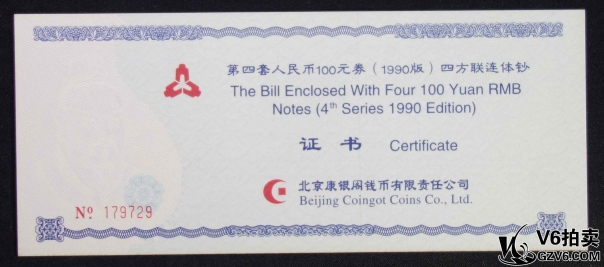 第四套人民币100元券（1990版）四方联连体钞
The Bill Enclosed With Four 100 Yuan RMB
Notes (4th Series 1990 Edition)
证书 Certificate
北京康银阁钱币有限责任公司
Beijing Coingot Coins Co., Ltd.
Nº 179729
V6拍卖
GZV6.COM